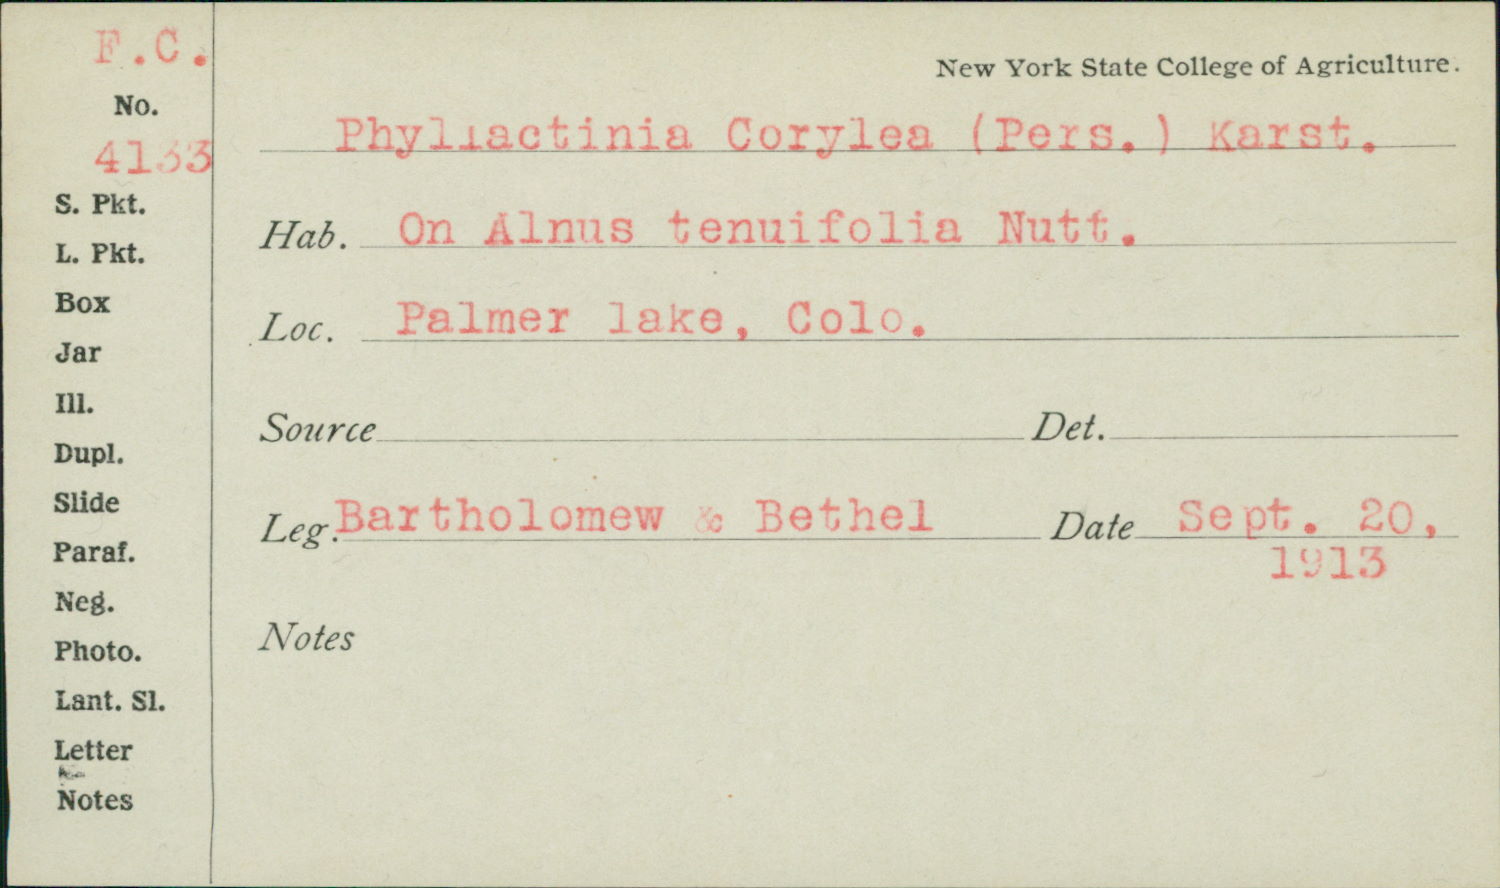 F.C.
No.
4133
S. Pkt.
L. Pkt.
Box
Jar
Ill.
Dupl.
Slide
Paraf.
Neg.
Photo.
Lant. Sl.
Letter
Notes
New York State College of Agriculture.
Phyllactinia Corylea (Pers.) Karst.
Hab. On Alnus tenuifolia Nutt.
Loc. Palmer lake, Colo.
Source Det.
Leg. Bartholomew & Bethel Date Sept. 20,
1913
Notes